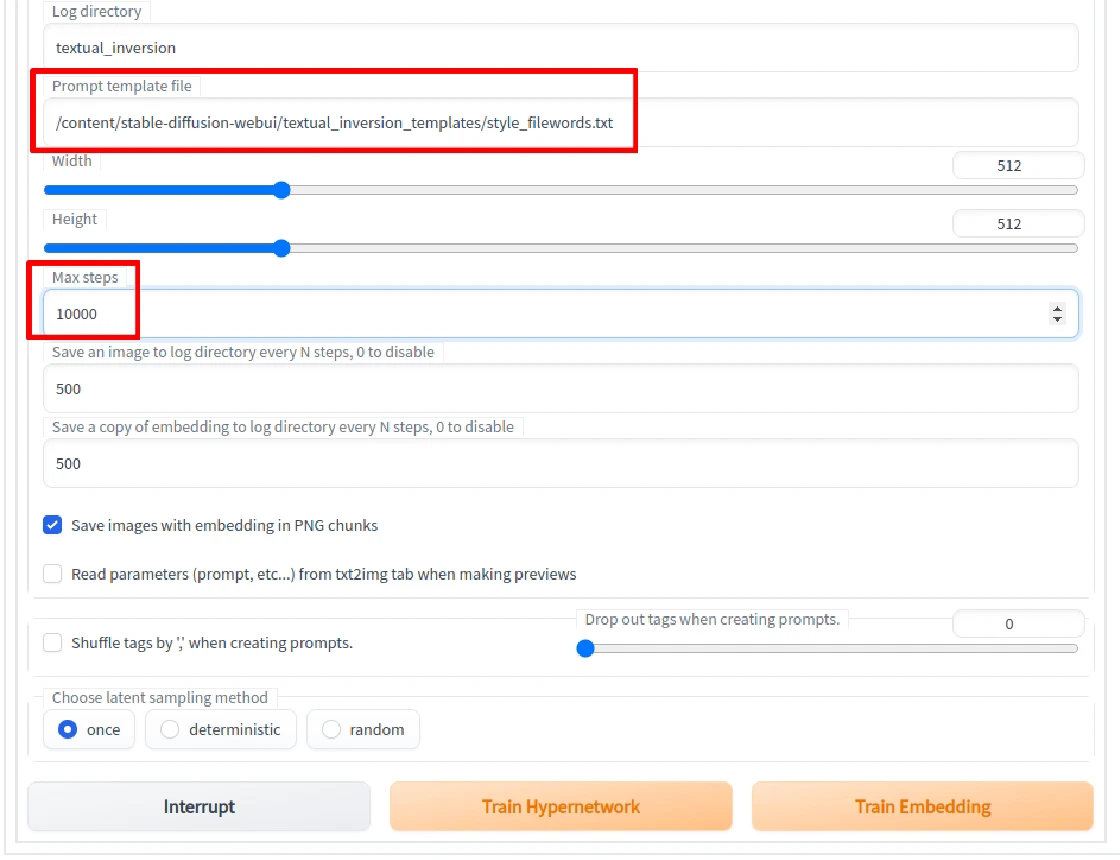 Log directory
textual_inversion
Prompt template file
/content/stable-diffusion-webui/textual_inversion_templates/style_filewords.txt
Width
512
Height
512
Max steps
10000
Save an image to log directory every N steps, 0 to disable
500
Save a copy of embedding to log directory every N steps, 0 to disable
500
Save images with embedding in PNG chunks
Read parameters (prompt, etc...) from txt2img tab when making previews
Shuffle tags by ',' when creating prompts.
Drop out tags when creating prompts.
0
Choose latent sampling method
once
deterministic
random
Interrupt
Train Hypernetwork
Train Embedding